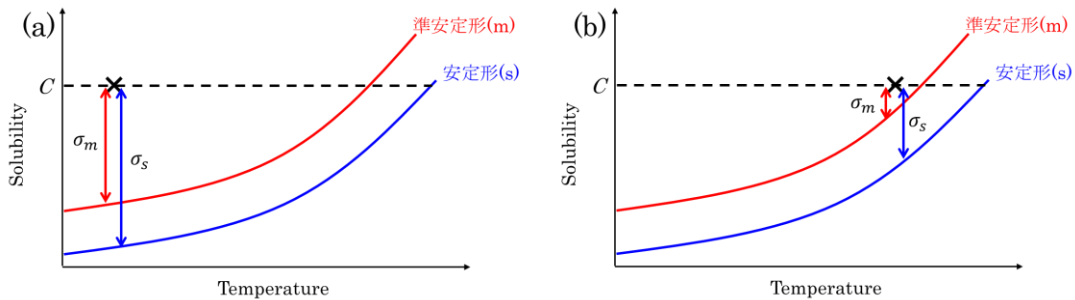 (a)
準安定形(m)
安定形(s)
C
σm
σs
Solubility
Temperature
(b)
準安定形(m)
安定形(s)
C
σm
σs
Solubility
Temperature